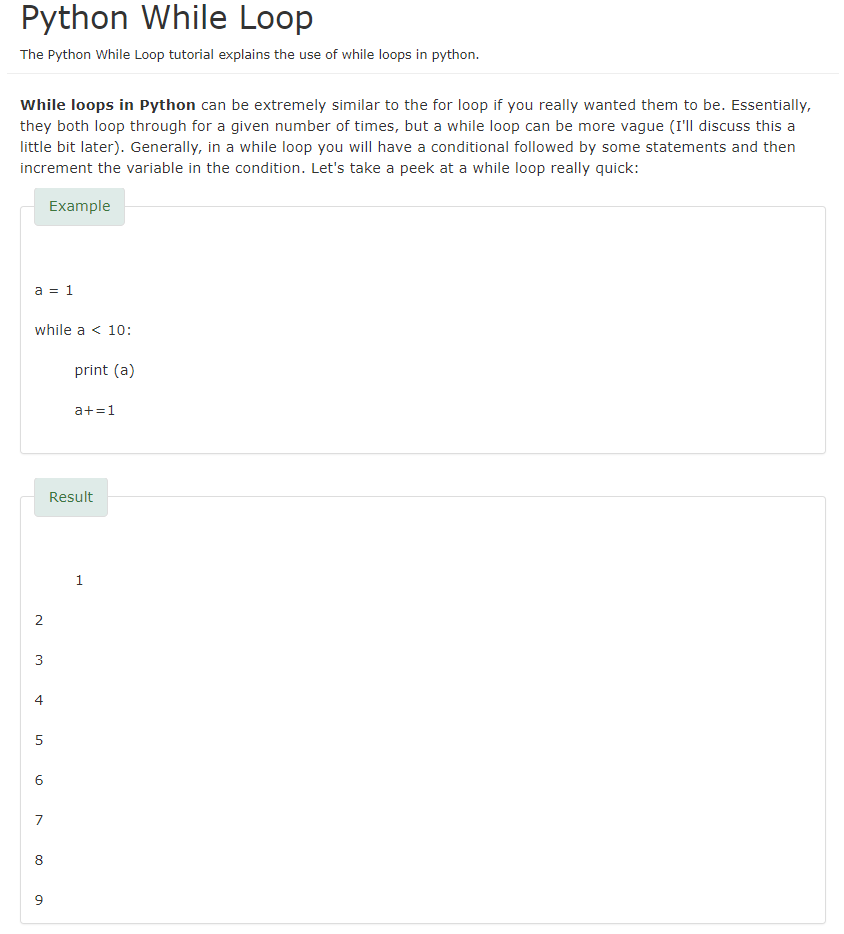 Python While Loop
The Python While Loop tutorial explains the use of while loops in python.
While loops in Python can be extremely similar to the for loop if you really wanted them to be. Essentially,
they both loop through for a given number of times, but a while loop can be more vague (I'll discuss this a
little bit later). Generally, in a while loop you will have a conditional followed by some statements and then
increment the variable in the condition. Let's take a peek at a while loop really quick:
Example
a = 1
while a < 10:
print (a)
a+=1
Result
1
2
3
4
5
6
7
8
9